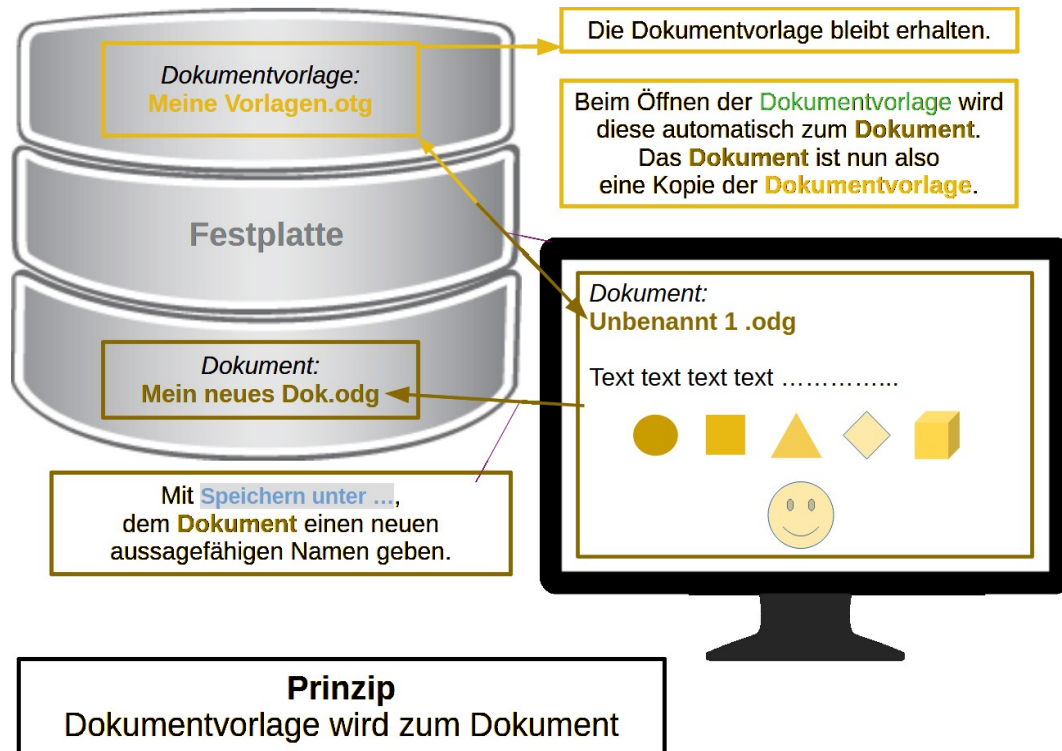 Dokumentvorlage:
Meine Vorlagen.otg
Die Dokumentvorlage bleibt erhalten.
Beim Öffnen der Dokumentvorlage wird
diese automatisch zum Dokument.
Das Dokument ist nun also
eine Kopie der Dokumentvorlage.
Festplatte
Dokument:
Unbenannt 1 .odg
Text text text text …………...
Dokument:
Mein neues Dok.odg
Mit Speichern unter …,
dem Dokument einen neuen
aussagefähigen Namen geben.
Prinzip
Dokumentvorlage wird zum Dokument